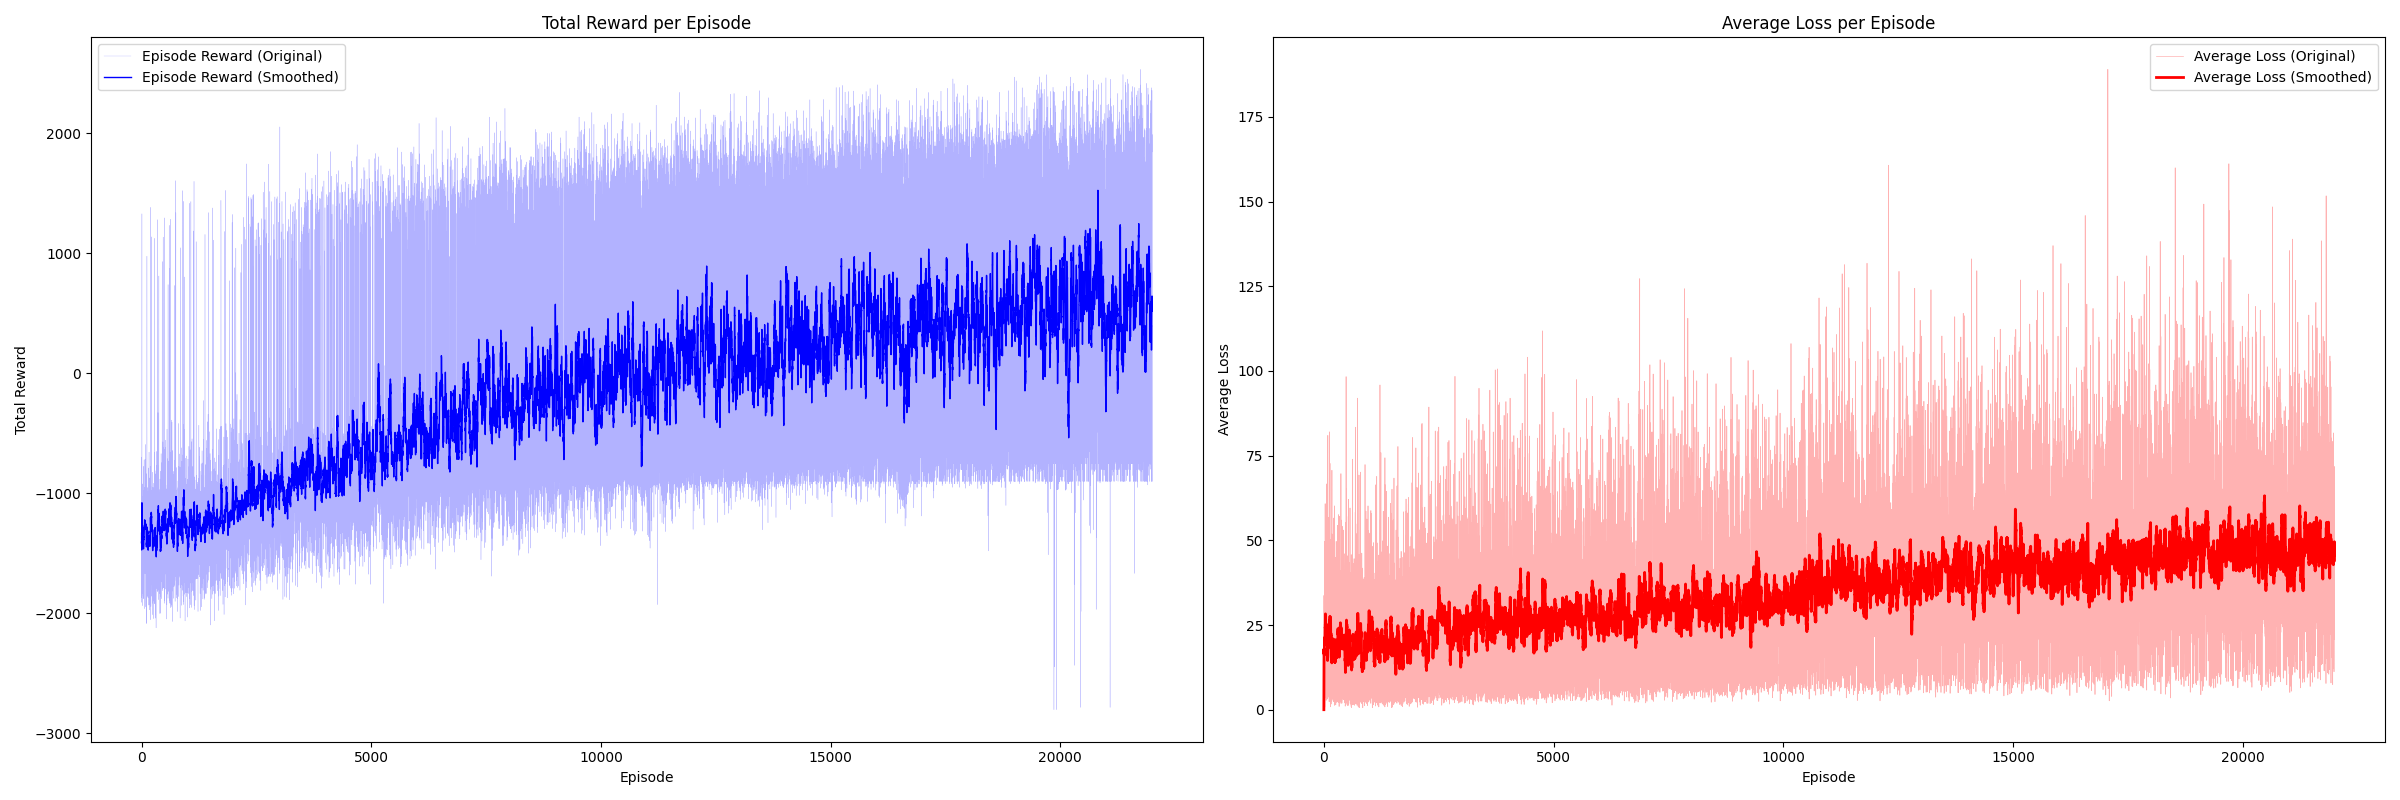 Total Reward per Episode
Episode Reward (Original)
Episode Reward (Smoothed)
2000
1000
0
−1000
−2000
−3000
Total Reward
0
5000
10000
15000
20000
Episode
Average Loss per Episode
Average Loss (Original)
Average Loss (Smoothed)
175
150
125
100
75
50
25
0
Average Loss
0
5000
10000
15000
20000
Episode